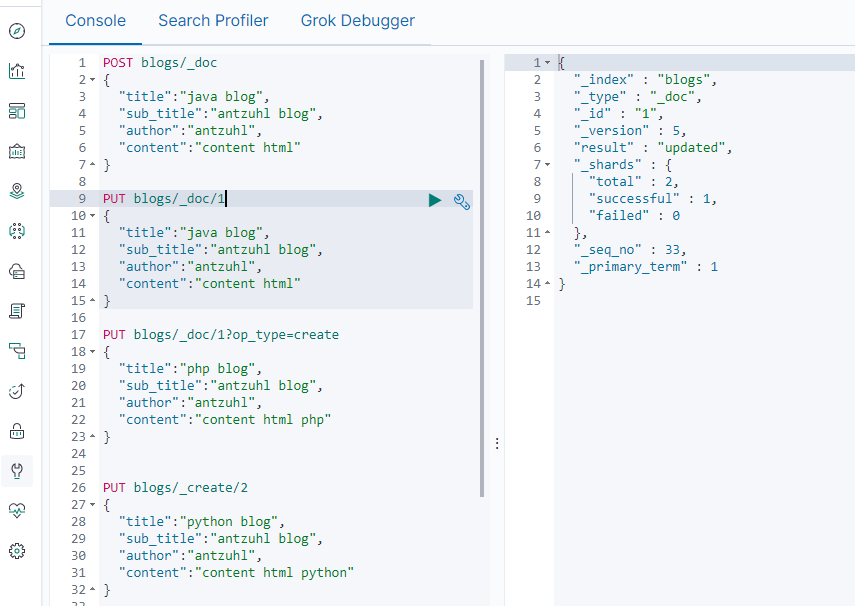 Console Search Profiler Grok Debugger
1 POST blogs/_doc
2 {
3 "title":"java blog",
4 "sub_title":"antzuhl blog",
5 "author":"antzuhl",
6 "content":"content html"
7 }
8
9 PUT blogs/_doc/1
10 {
11 "title":"java blog",
12 "sub_title":"antzuhl blog",
13 "author":"antzuhl",
14 "content":"content html"
15 }
16
17 PUT blogs/_doc/1?op_type=create
18 {
19 "title":"php blog",
20 "sub_title":"antzuhl blog",
21 "author":"antzuhl",
22 "content":"content html php"
23 }
24
25
26 PUT blogs/_create/2
27 {
28 "title":"python blog",
29 "sub_title":"antzuhl blog",
30 "author":"antzuhl",
31 "content":"content html python"
32 }
1 {
2 "_index" : "blogs",
3 "_type" : "_doc",
4 "_id" : "1",
5 "_version" : 5,
6 "result" : "updated",
7 "_shards" : {
8 "total" : 2,
9 "successful" : 1,
10 "failed" : 0
11 },
12 "_seq_no" : 33,
13 "_primary_term" : 1
14 }
15